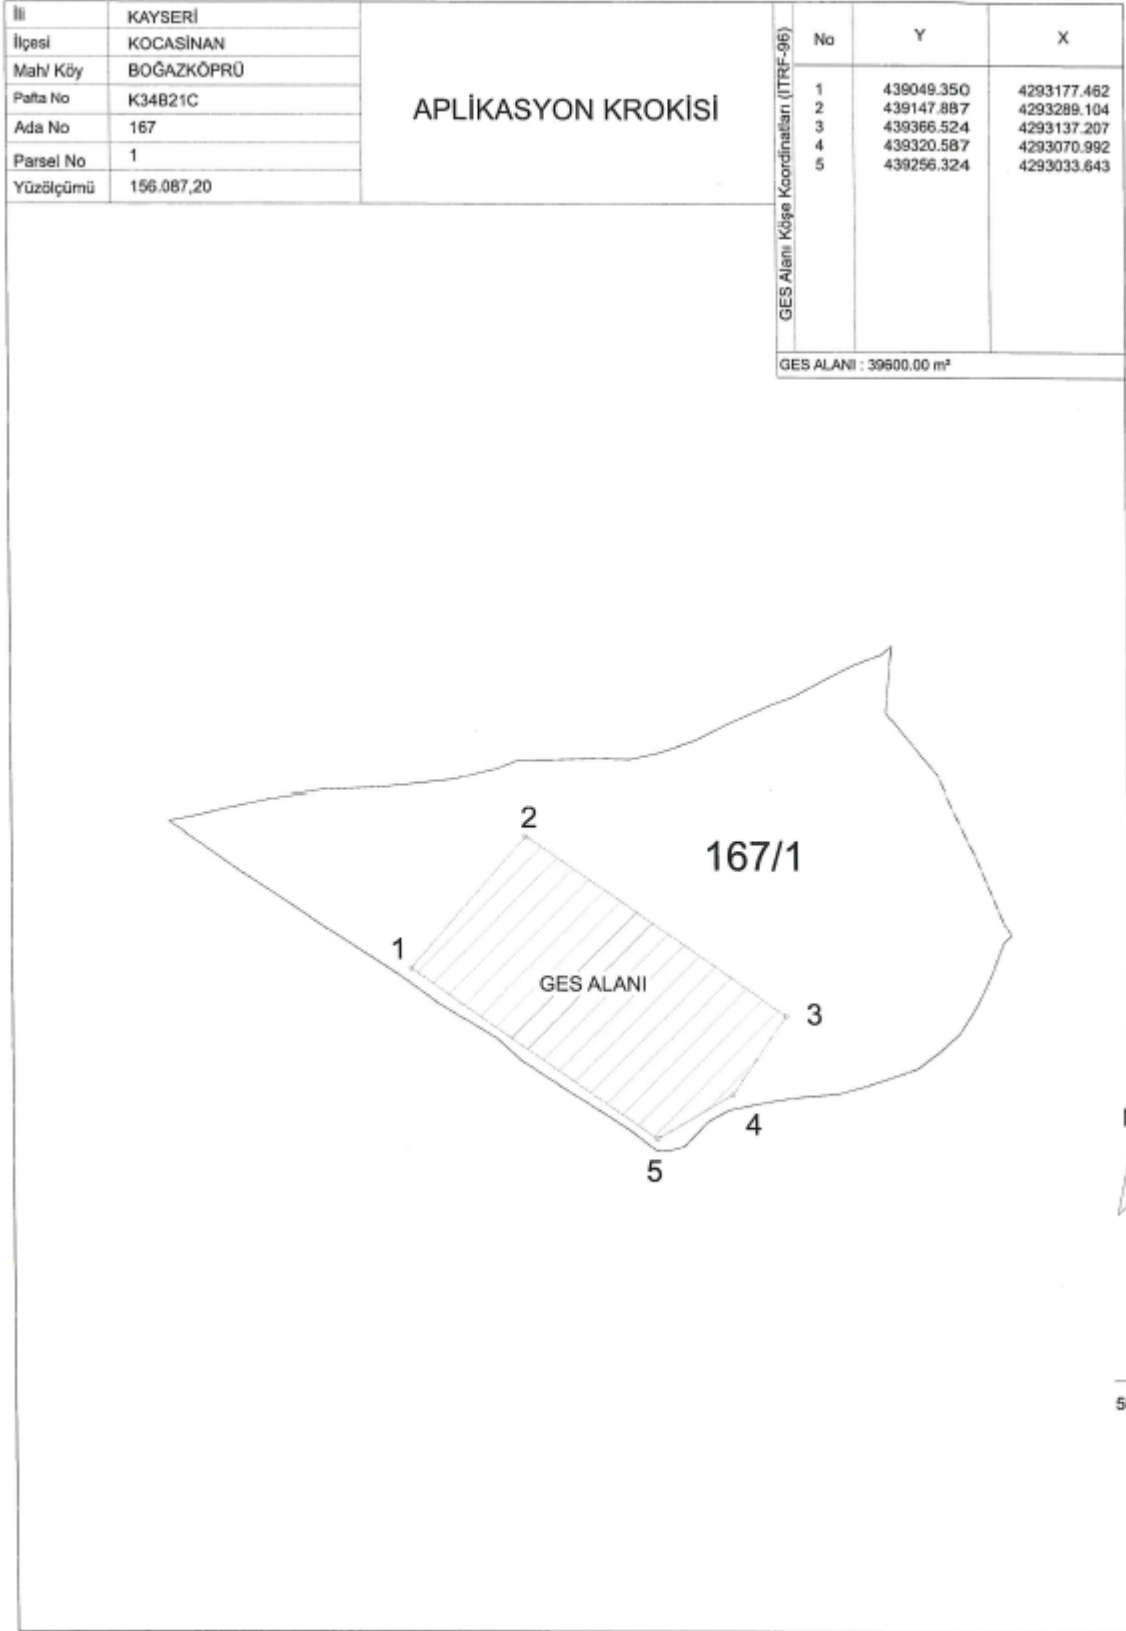 İli KAYSERİ
İlçesi KOCASİNAN
Mah/ Köy BOĞAZKÖPRÜ
Pafta No K34B21C
Ada No 167
Parsel No 1
Yüzölçümü 156.087,20
APLİKASYON KROKİSİ
GES Alanı Köşe Koordinatları (ITRF-96)
No Y X
1 439049.350 4293177.462
2 439147.887 4293289.104
3 439366.524 4293137.207
4 439320.587 4293070.992
5 439256.324 4293033.643
GES ALANI : 39600.00 m²
2
167/1
1
GES ALANI
3
4
5